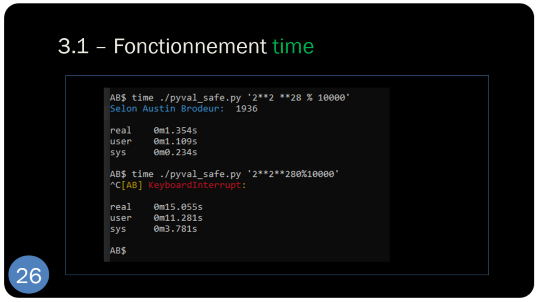 3.1 – Fonctionnement time
AB$ time ./pyval_safe.py '2**2 **28 % 10000'
Selon Austin Brodeur:  1936
real    0m1.354s
user    0m1.109s
sys     0m0.234s
AB$ time ./pyval_safe.py '2**2**280%10000'
^C[AB] KeyboardInterrupt:
real    0m15.055s
user    0m11.281s
sys     0m3.781s
AB$
26